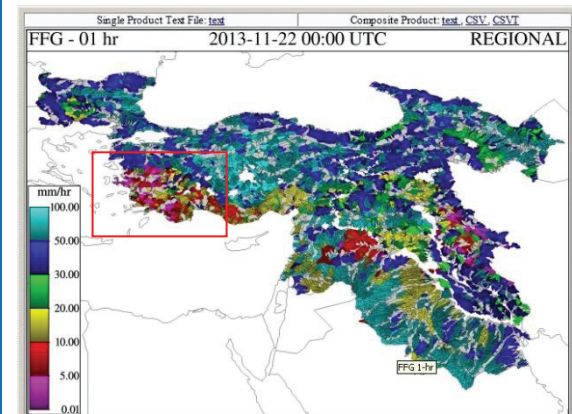 Single Product Text File: text
Composite Product: text , CSV , CSVT
FFG - 01 hr 2013-11-22 00:00 UTC REGIONAL
mm/hr
100.00
50.00
30.00
20.00
10.00
5.00
0.01
FFG 1-hr